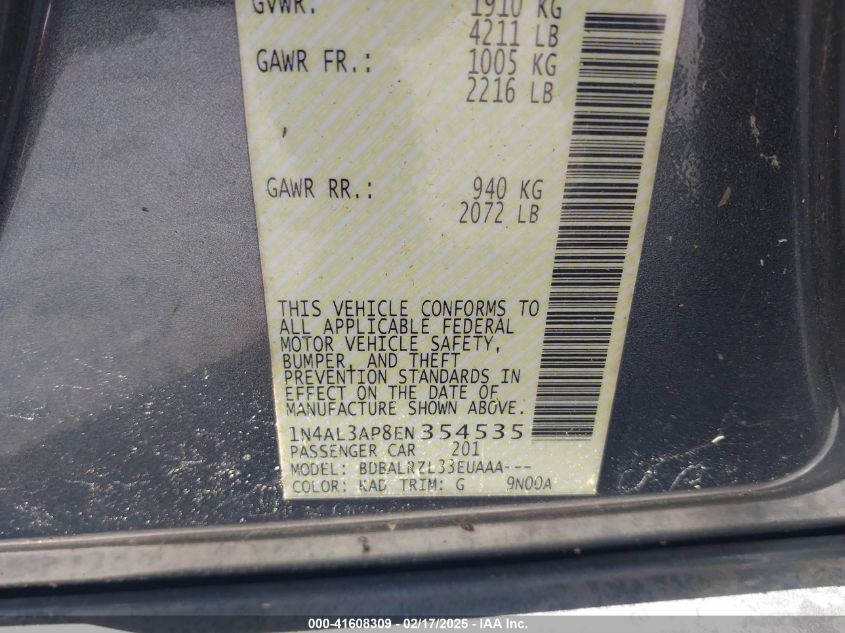 GVWR: 1910 KG
4211 LB
GAWR FR.: 1005 KG
2216 LB
GAWR RR.: 940 KG
2072 LB
THIS VEHICLE CONFORMS TO
ALL APPLICABLE FEDERAL
MOTOR VEHICLE SAFETY,
BUMPER, AND THEFT
PREVENTION STANDARDS IN
EFFECT ON THE DATE OF
MANUFACTURE SHOWN ABOVE.
1N4AL3AP8EN354535
PASSENGER CAR 201
MODEL: BDBALRZL33EUAAA---
COLOR: KAD TRIM: G 9N00A
000-41608309 - 02/17/2025 - IAA Inc.